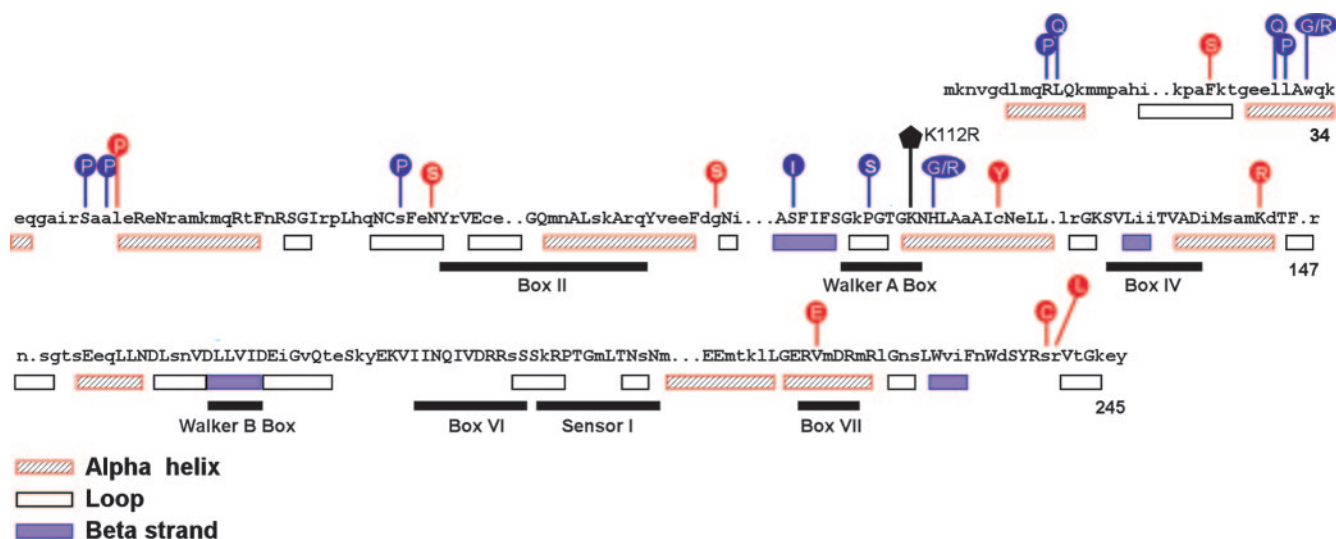 Q Q
P P G/R
S
mknvgdlmqRLQkmmpahi..kpaFktgeellAwqk
34
K112R
P P P P S S I S G/R Y R
eqgairSaaleReNramkmqRtFnRSGIrpLhqNCsFeNYrVEce..GQmnALskArqYveeFdgNi...ASFIFSGkPGTGKNHLAaAIcNeLL.lrGKSVLiiTVADiMsamKdTF.r
147
Box II Walker A Box Box IV
E C L
n.sgtsEeqLLNDLsnVDLLVIDEiGvQteSkyEKVIINQIVDRRsSSkRPTGmLTNsNm...EEmtklLGERVmDRmRlGnsLWviFnWdSYRsrVtGkey
245
Walker B Box Box VI Sensor I Box VII
Alpha helix
Loop
Beta strand